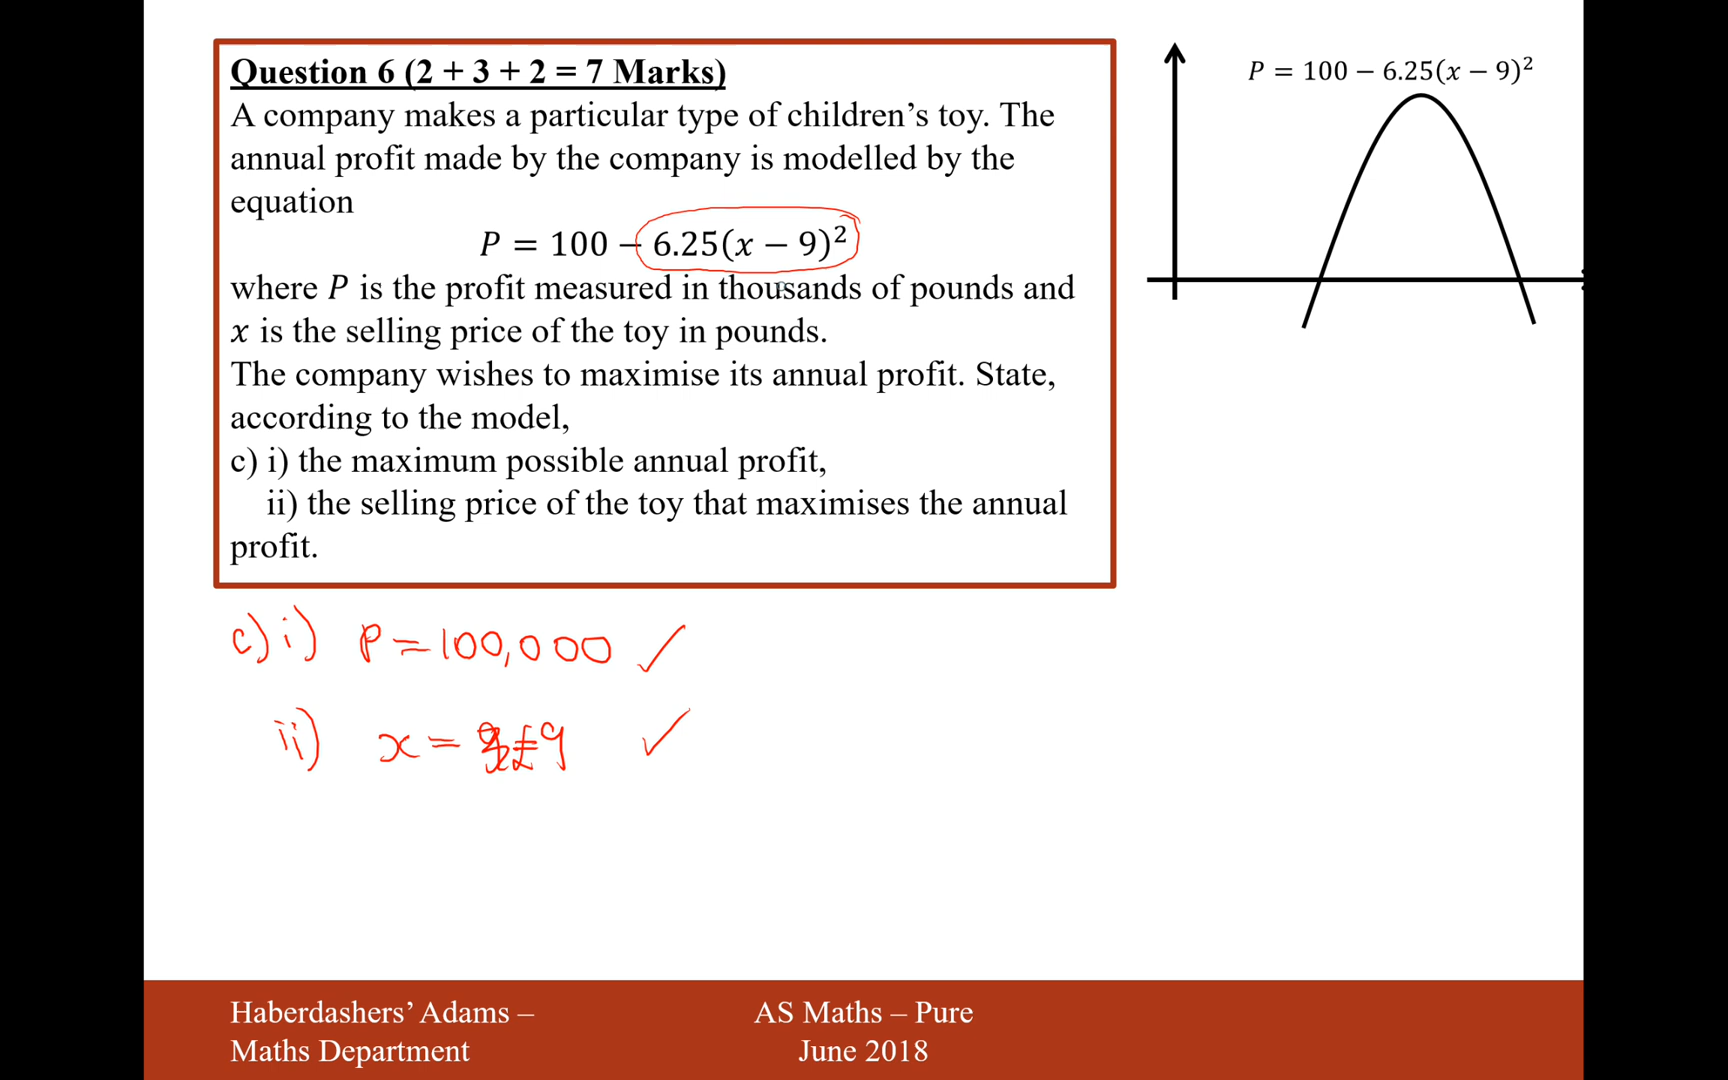 Question 6 (2 + 3 + 2 = 7 Marks)
A company makes a particular type of children’s toy. The
annual profit made by the company is modelled by the
equation
P = 100 − 6.25(x − 9)²
where P is the profit measured in thousands of pounds and
x is the selling price of the toy in pounds.
The company wishes to maximise its annual profit. State,
according to the model,
c) i) the maximum possible annual profit,
ii) the selling price of the toy that maximises the annual
profit.
P = 100 − 6.25(x − 9)²
c) i) P = 100,000 ✓
ii) x = £9 ✓
Haberdashers’ Adams –
Maths Department
AS Maths – Pure
June 2018